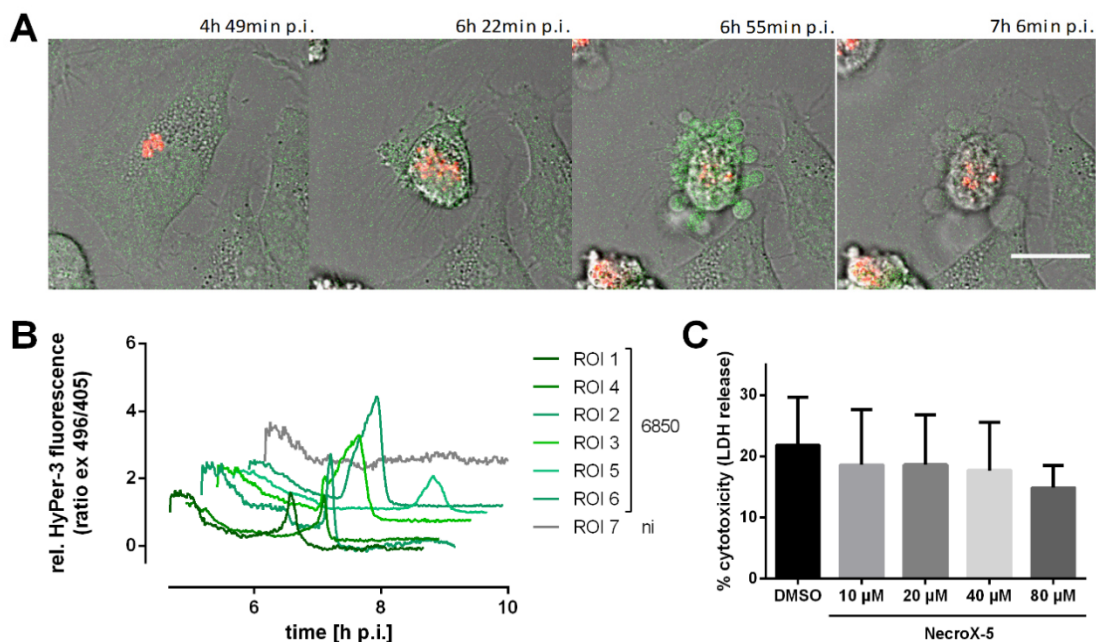 A
4h 49min p.i.
6h 22min p.i.
6h 55min p.i.
7h 6min p.i.
B
rel. HyPer-3 fluorescence
(ratio ex 496/405)
6
4
2
0
6
8
10
time [h p.i.]
ROI 1
ROI 4
ROI 2
ROI 3
ROI 5
ROI 6
ROI 7
6850
ni
C
% cytotoxicity (LDH release)
30
20
10
0
DMSO
10 µM
20 µM
40 µM
80 µM
NecroX-5